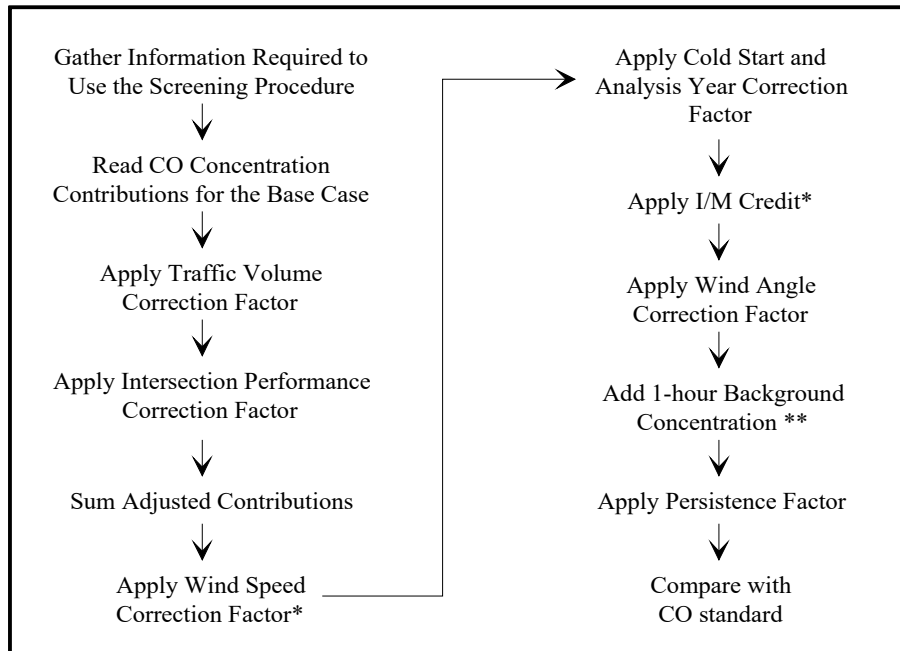 Gather Information Required to
Use the Screening Procedure
Read CO Concentration
Contributions for the Base Case
Apply Traffic Volume
Correction Factor
Apply Intersection Performance
Correction Factor
Sum Adjusted Contributions
Apply Wind Speed
Correction Factor*
Apply Cold Start and
Analysis Year Correction
Factor
Apply I/M Credit*
Apply Wind Angle
Correction Factor
Add 1-hour Background
Concentration **
Apply Persistence Factor
Compare with
CO standard